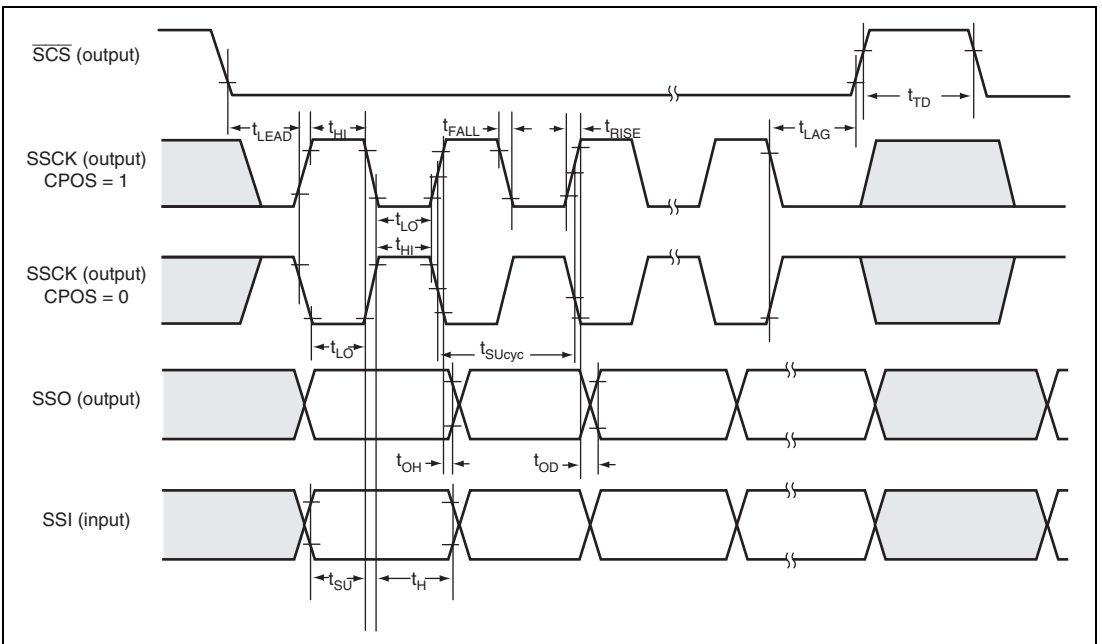 SCS (output)
tTD
tLEAD
tHI
tFALL
tRISE
tLAG
SSCK (output)
CPOS = 1
tLO
tHI
SSCK (output)
CPOS = 0
tLO
tSUcyc
SSO (output)
tOH
tOD
SSI (input)
tSU
tH